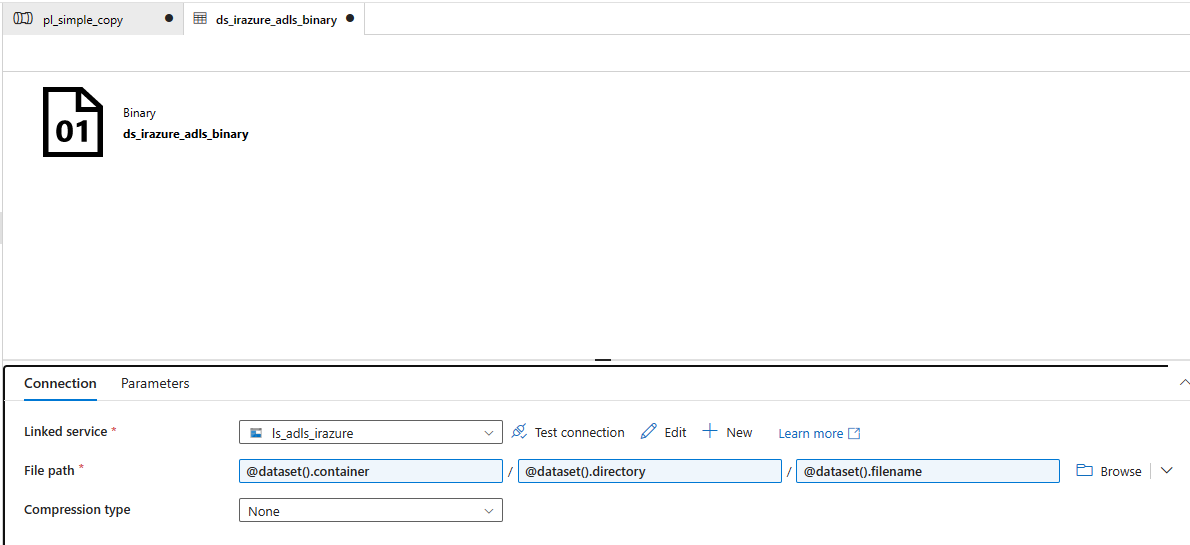 pl_simple_copy ds_irazure_adls_binary
01
Binary
ds_irazure_adls_binary
Connection Parameters
Linked service * ls_adls_irazure Test connection Edit New Learn more
File path * @dataset().container / @dataset().directory / @dataset().filename Browse
Compression type None